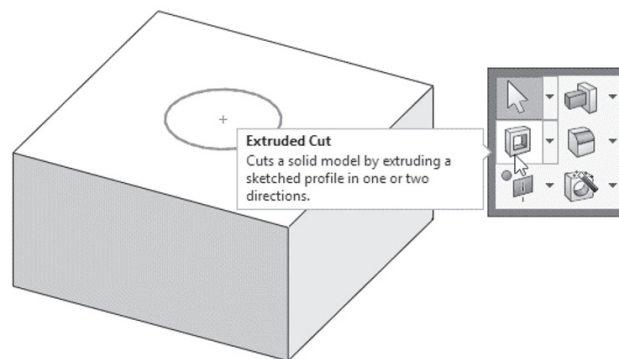 Extruded Cut
Cuts a solid model by extruding a
sketched profile in one or two
directions.